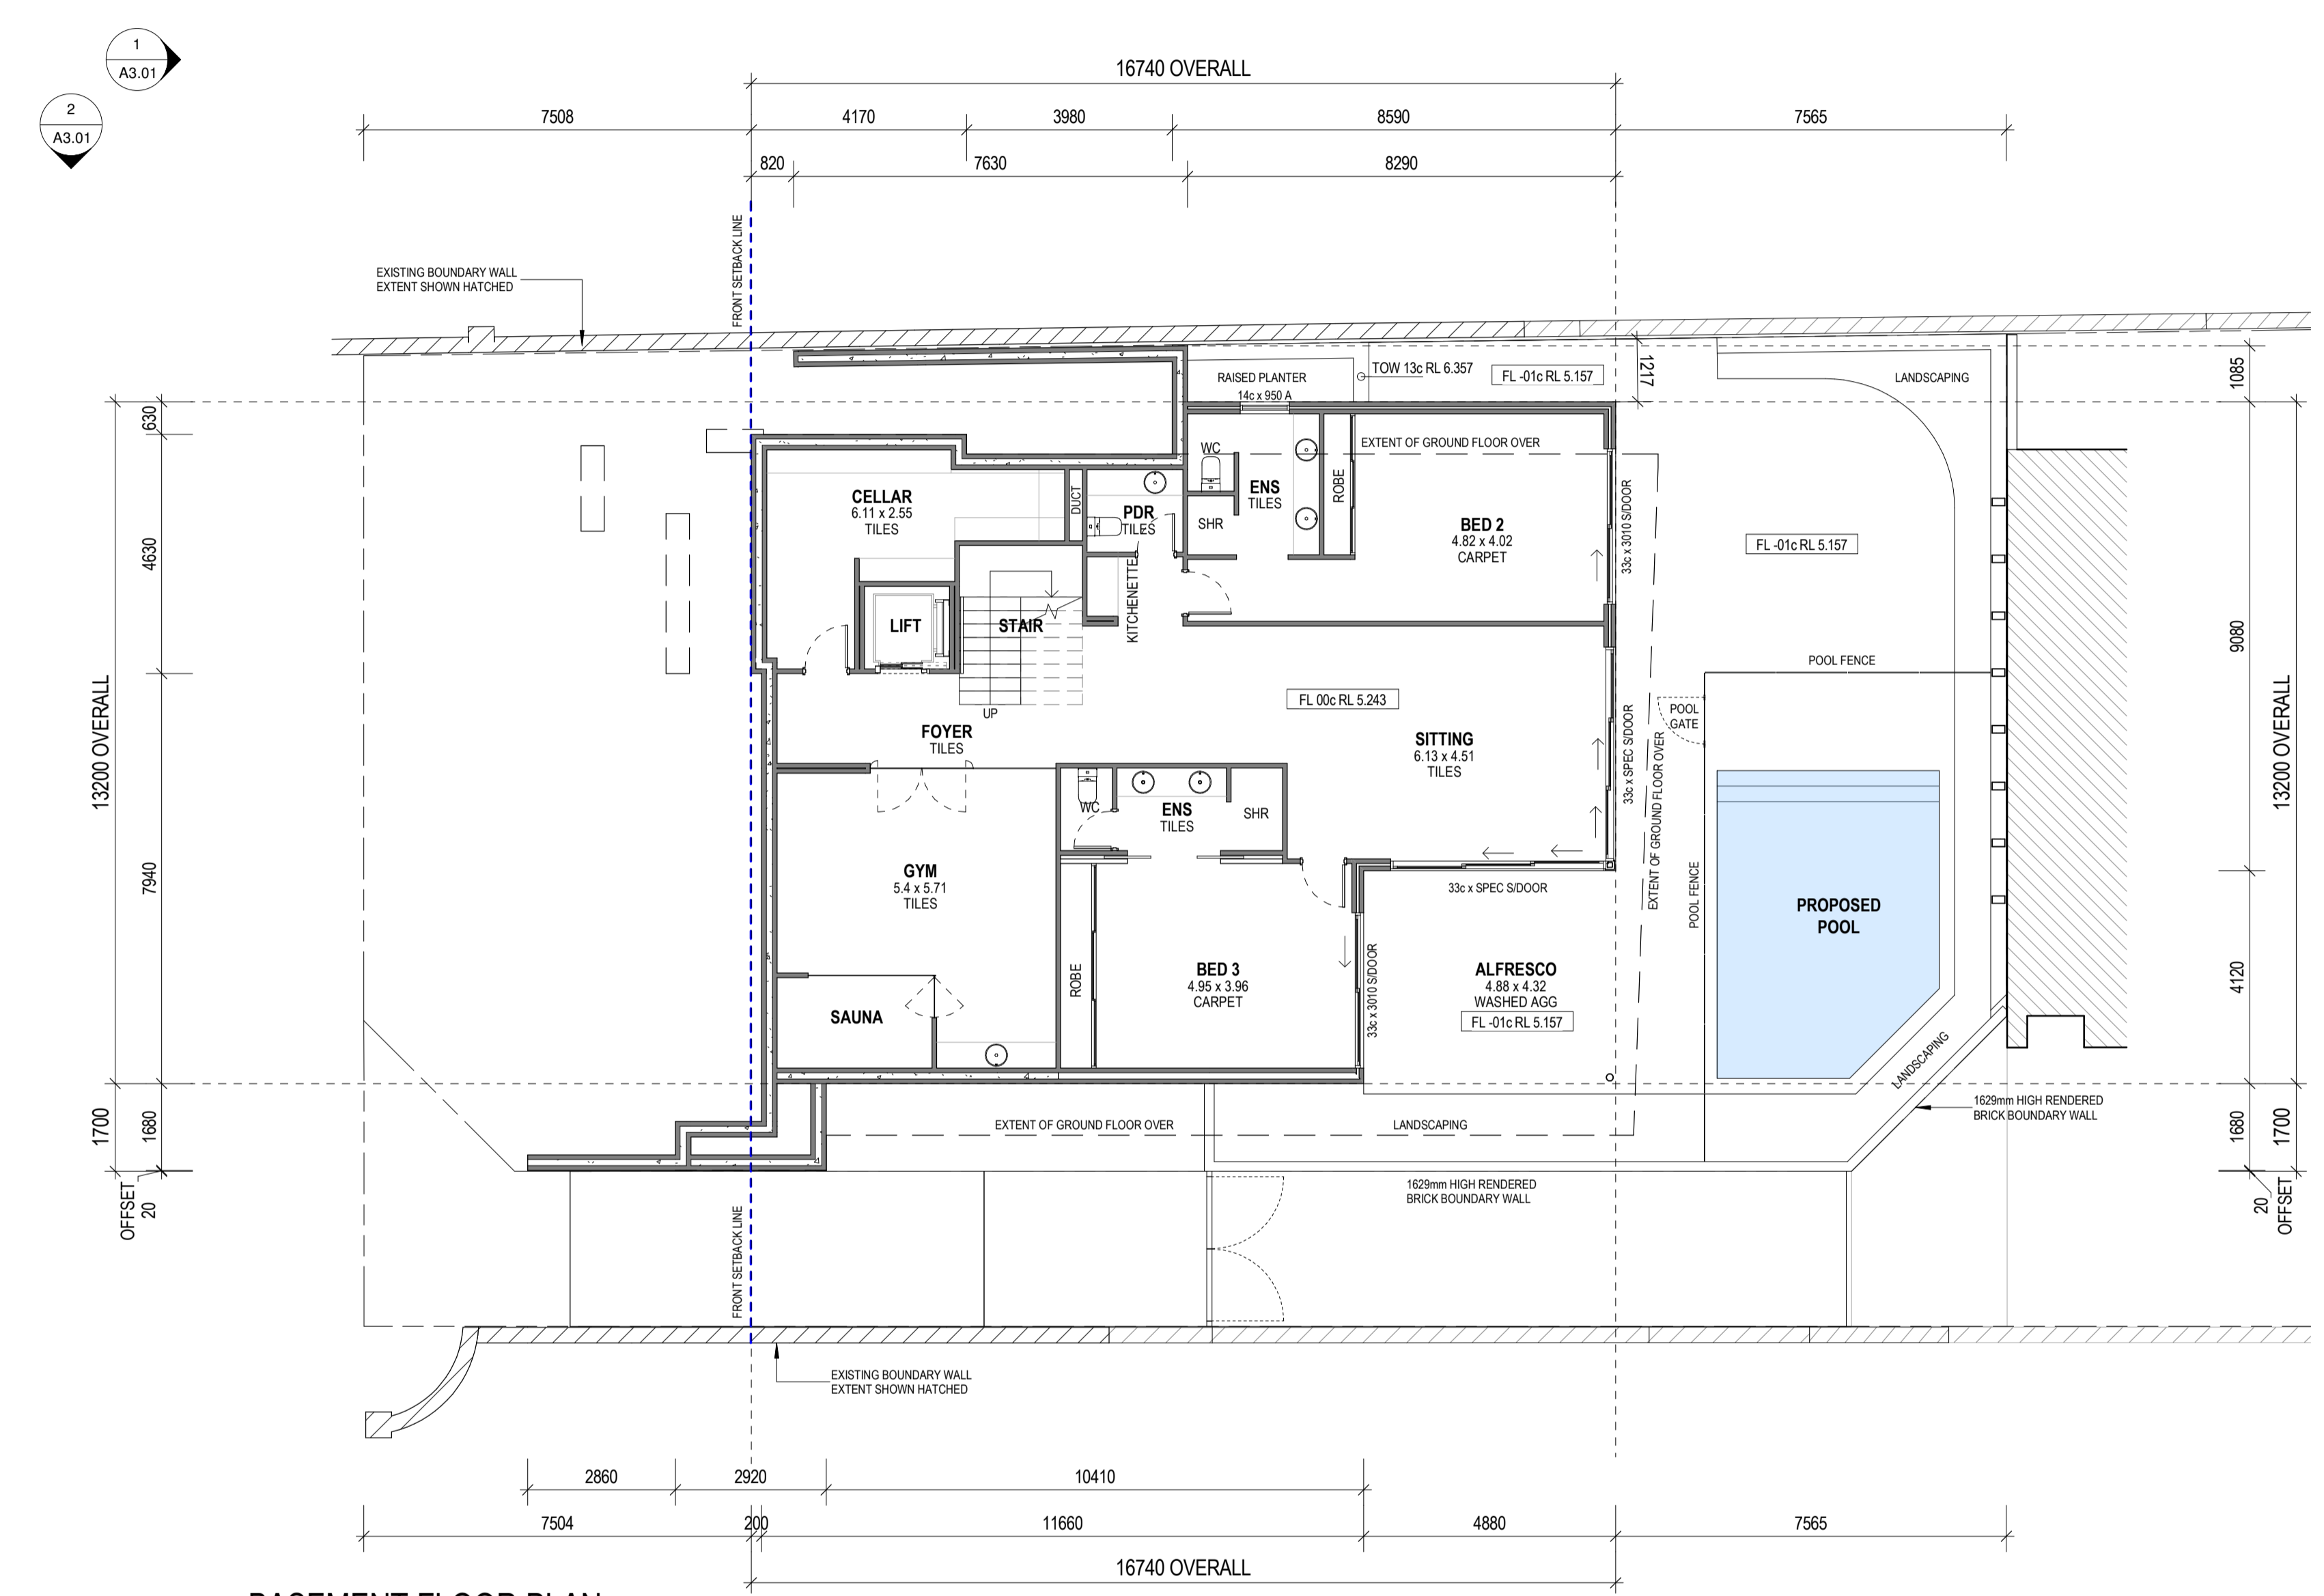 1
A3.01
2
A3.01
16740 OVERALL
7508
4170
3980
8590
7565
820
7630
8290
FRONT SETBACK LINE
EXISTING BOUNDARY WALL
EXTENT SHOWN HATCHED
RAISED PLANTER
14c x 950 A
TOW 13c RL 6.357
FL -01c RL 5.157
1217
LANDSCAPING
1085
630
4630
13200 OVERALL
7940
1700
1680
OFFSET
20
WC
ENS
TILES
SHR
ROBE
EXTENT OF GROUND FLOOR OVER
CELLAR
6.11 x 2.55
TILES
DUCT
PDR
TILES
BED 2
4.82 x 4.02
CARPET
33c x 3010 S/DOOR
FL -01c RL 5.157
KITCHENETTE
LIFT
STAIR
UP
9080
13200 OVERALL
POOL FENCE
FL 00c RL 5.243
POOL
GATE
FOYER
TILES
SITTING
6.13 x 4.51
TILES
33c x SPEC S/DOOR
EXTENT OF GROUND FLOOR OVER
WC
ENS
TILES
SHR
GYM
5.4 x 5.71
TILES
33c x SPEC S/DOOR
POOL FENCE
PROPOSED
POOL
ROBE
BED 3
4.95 x 3.96
CARPET
33c x 3010 S/DOOR
ALFRESCO
4.88 x 4.32
WASHED AGG
FL -01c RL 5.157
4120
SAUNA
LANDSCAPING
1629mm HIGH RENDERED
BRICK BOUNDARY WALL
EXTENT OF GROUND FLOOR OVER
LANDSCAPING
1680
1700
20
OFFSET
1629mm HIGH RENDERED
BRICK BOUNDARY WALL
FRONT SETBACK LINE
EXISTING BOUNDARY WALL
EXTENT SHOWN HATCHED
2860
2920
10410
7504
200
11660
4880
7565
16740 OVERALL
BASEMENT FLOOR PLAN